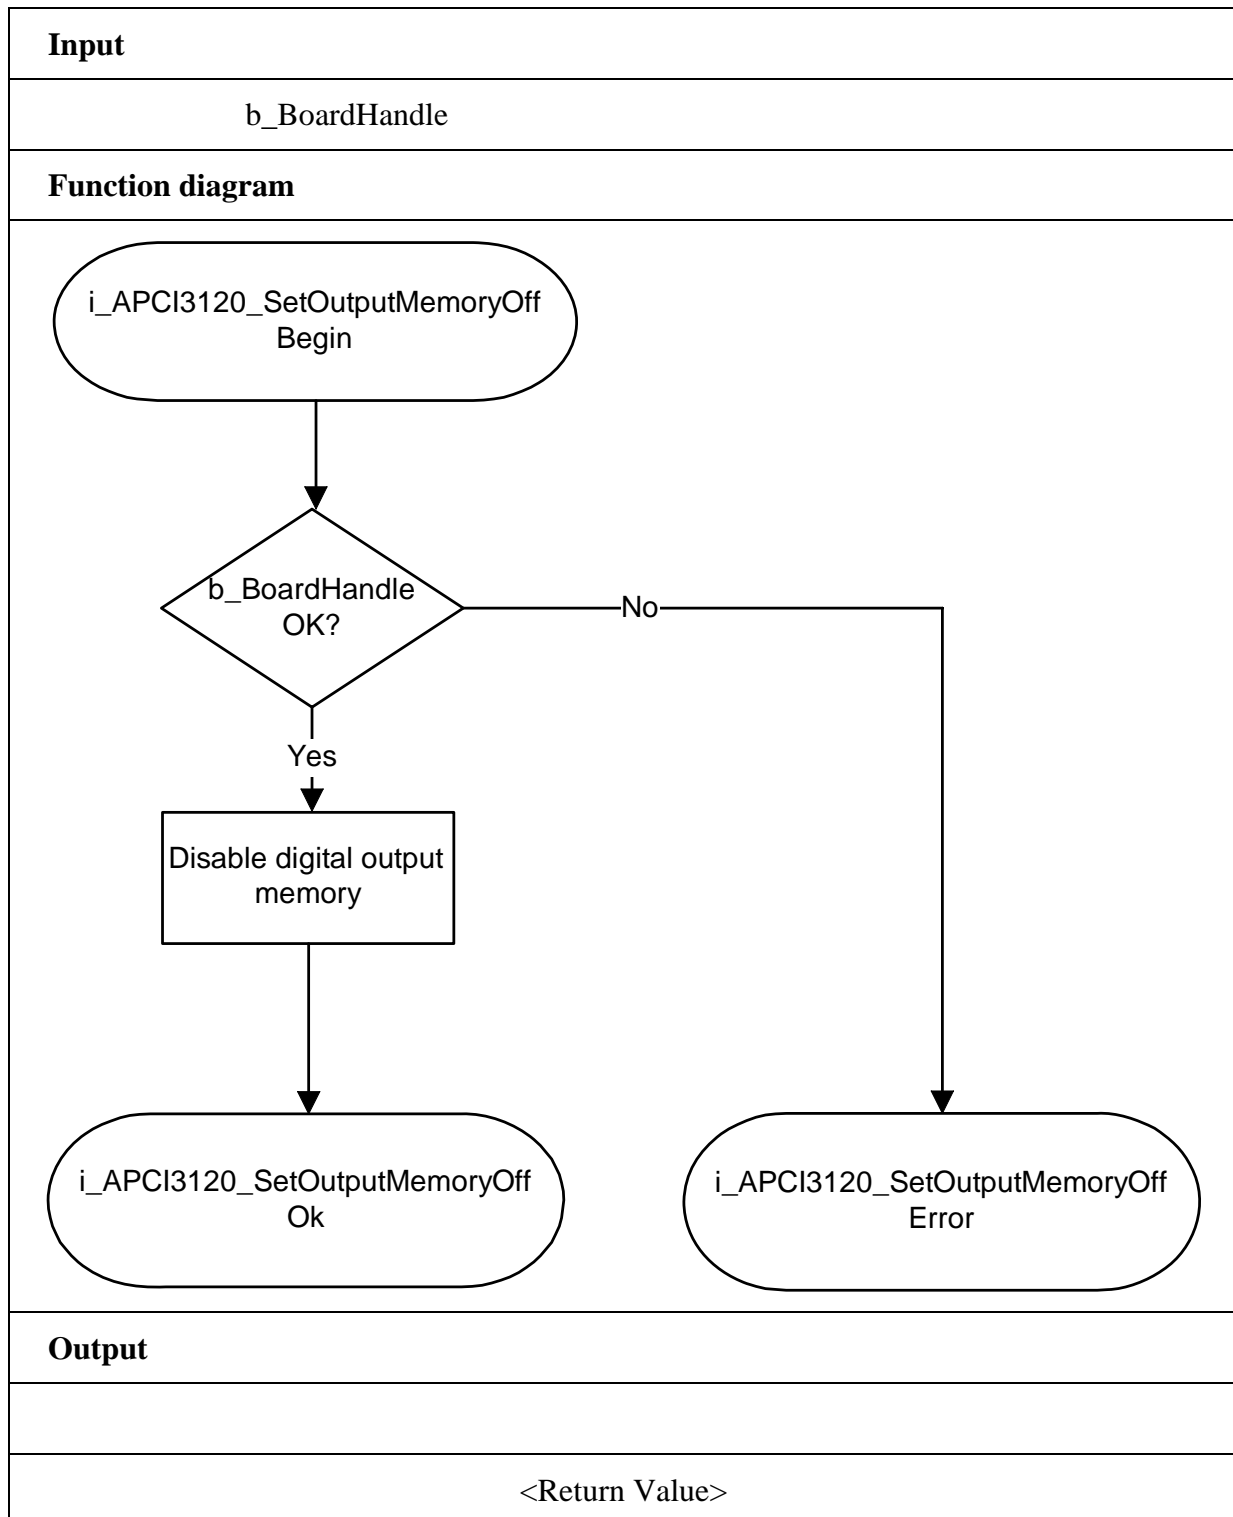 Input
b_BoardHandle
Function diagram
i_APCI3120_SetOutputMemoryOff
Begin
b_BoardHandle
OK?
No
Yes
Disable digital output
memory
i_APCI3120_SetOutputMemoryOff
Ok
i_APCI3120_SetOutputMemoryOff
Error
Output
<Return Value>